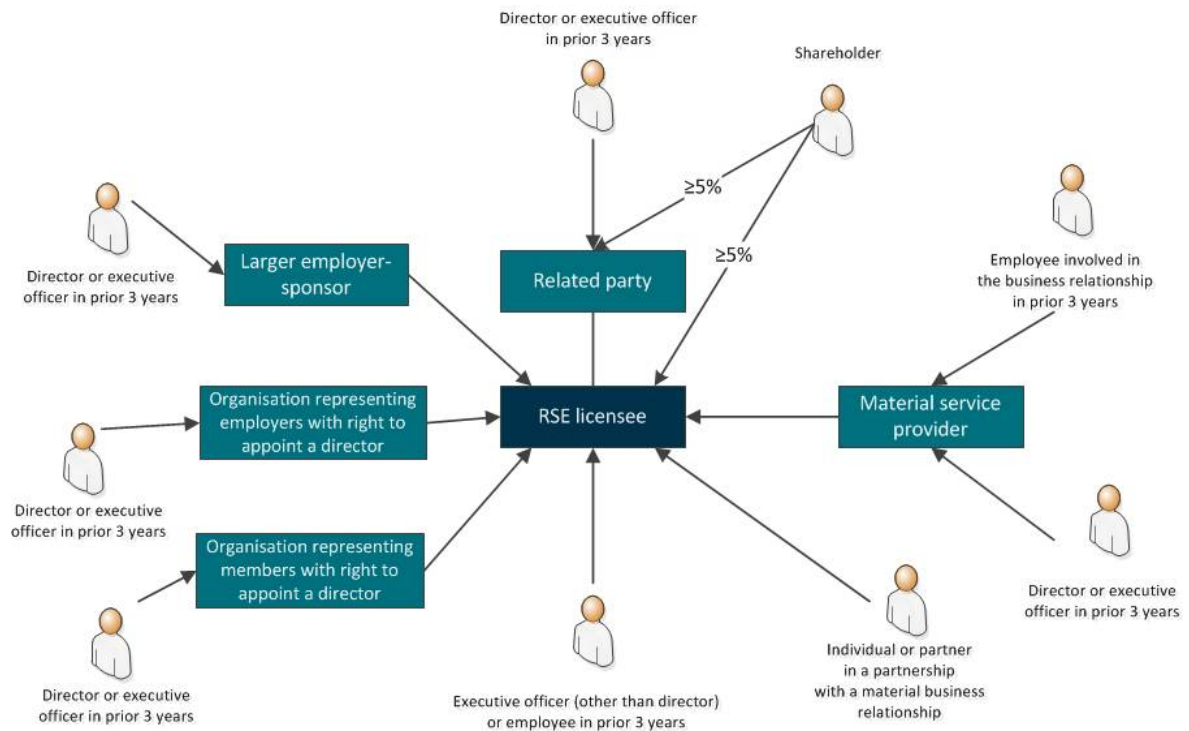 Director or executive officer
in prior 3 years
Shareholder
≥5%
≥5%
Director or executive
officer in prior 3 years
Larger employer-
sponsor
Related party
Employee involved in
the business relationship
in prior 3 years
Organisation representing
employers with right to
appoint a director
RSE licensee
Material service
provider
Director or executive
officer in prior 3 years
Organisation representing
members with right to
appoint a director
Director or executive
officer in prior 3 years
Executive officer (other than director)
or employee in prior 3 years
Individual or partner
in a partnership
with a material business
relationship
Director or executive
officer in prior 3 years